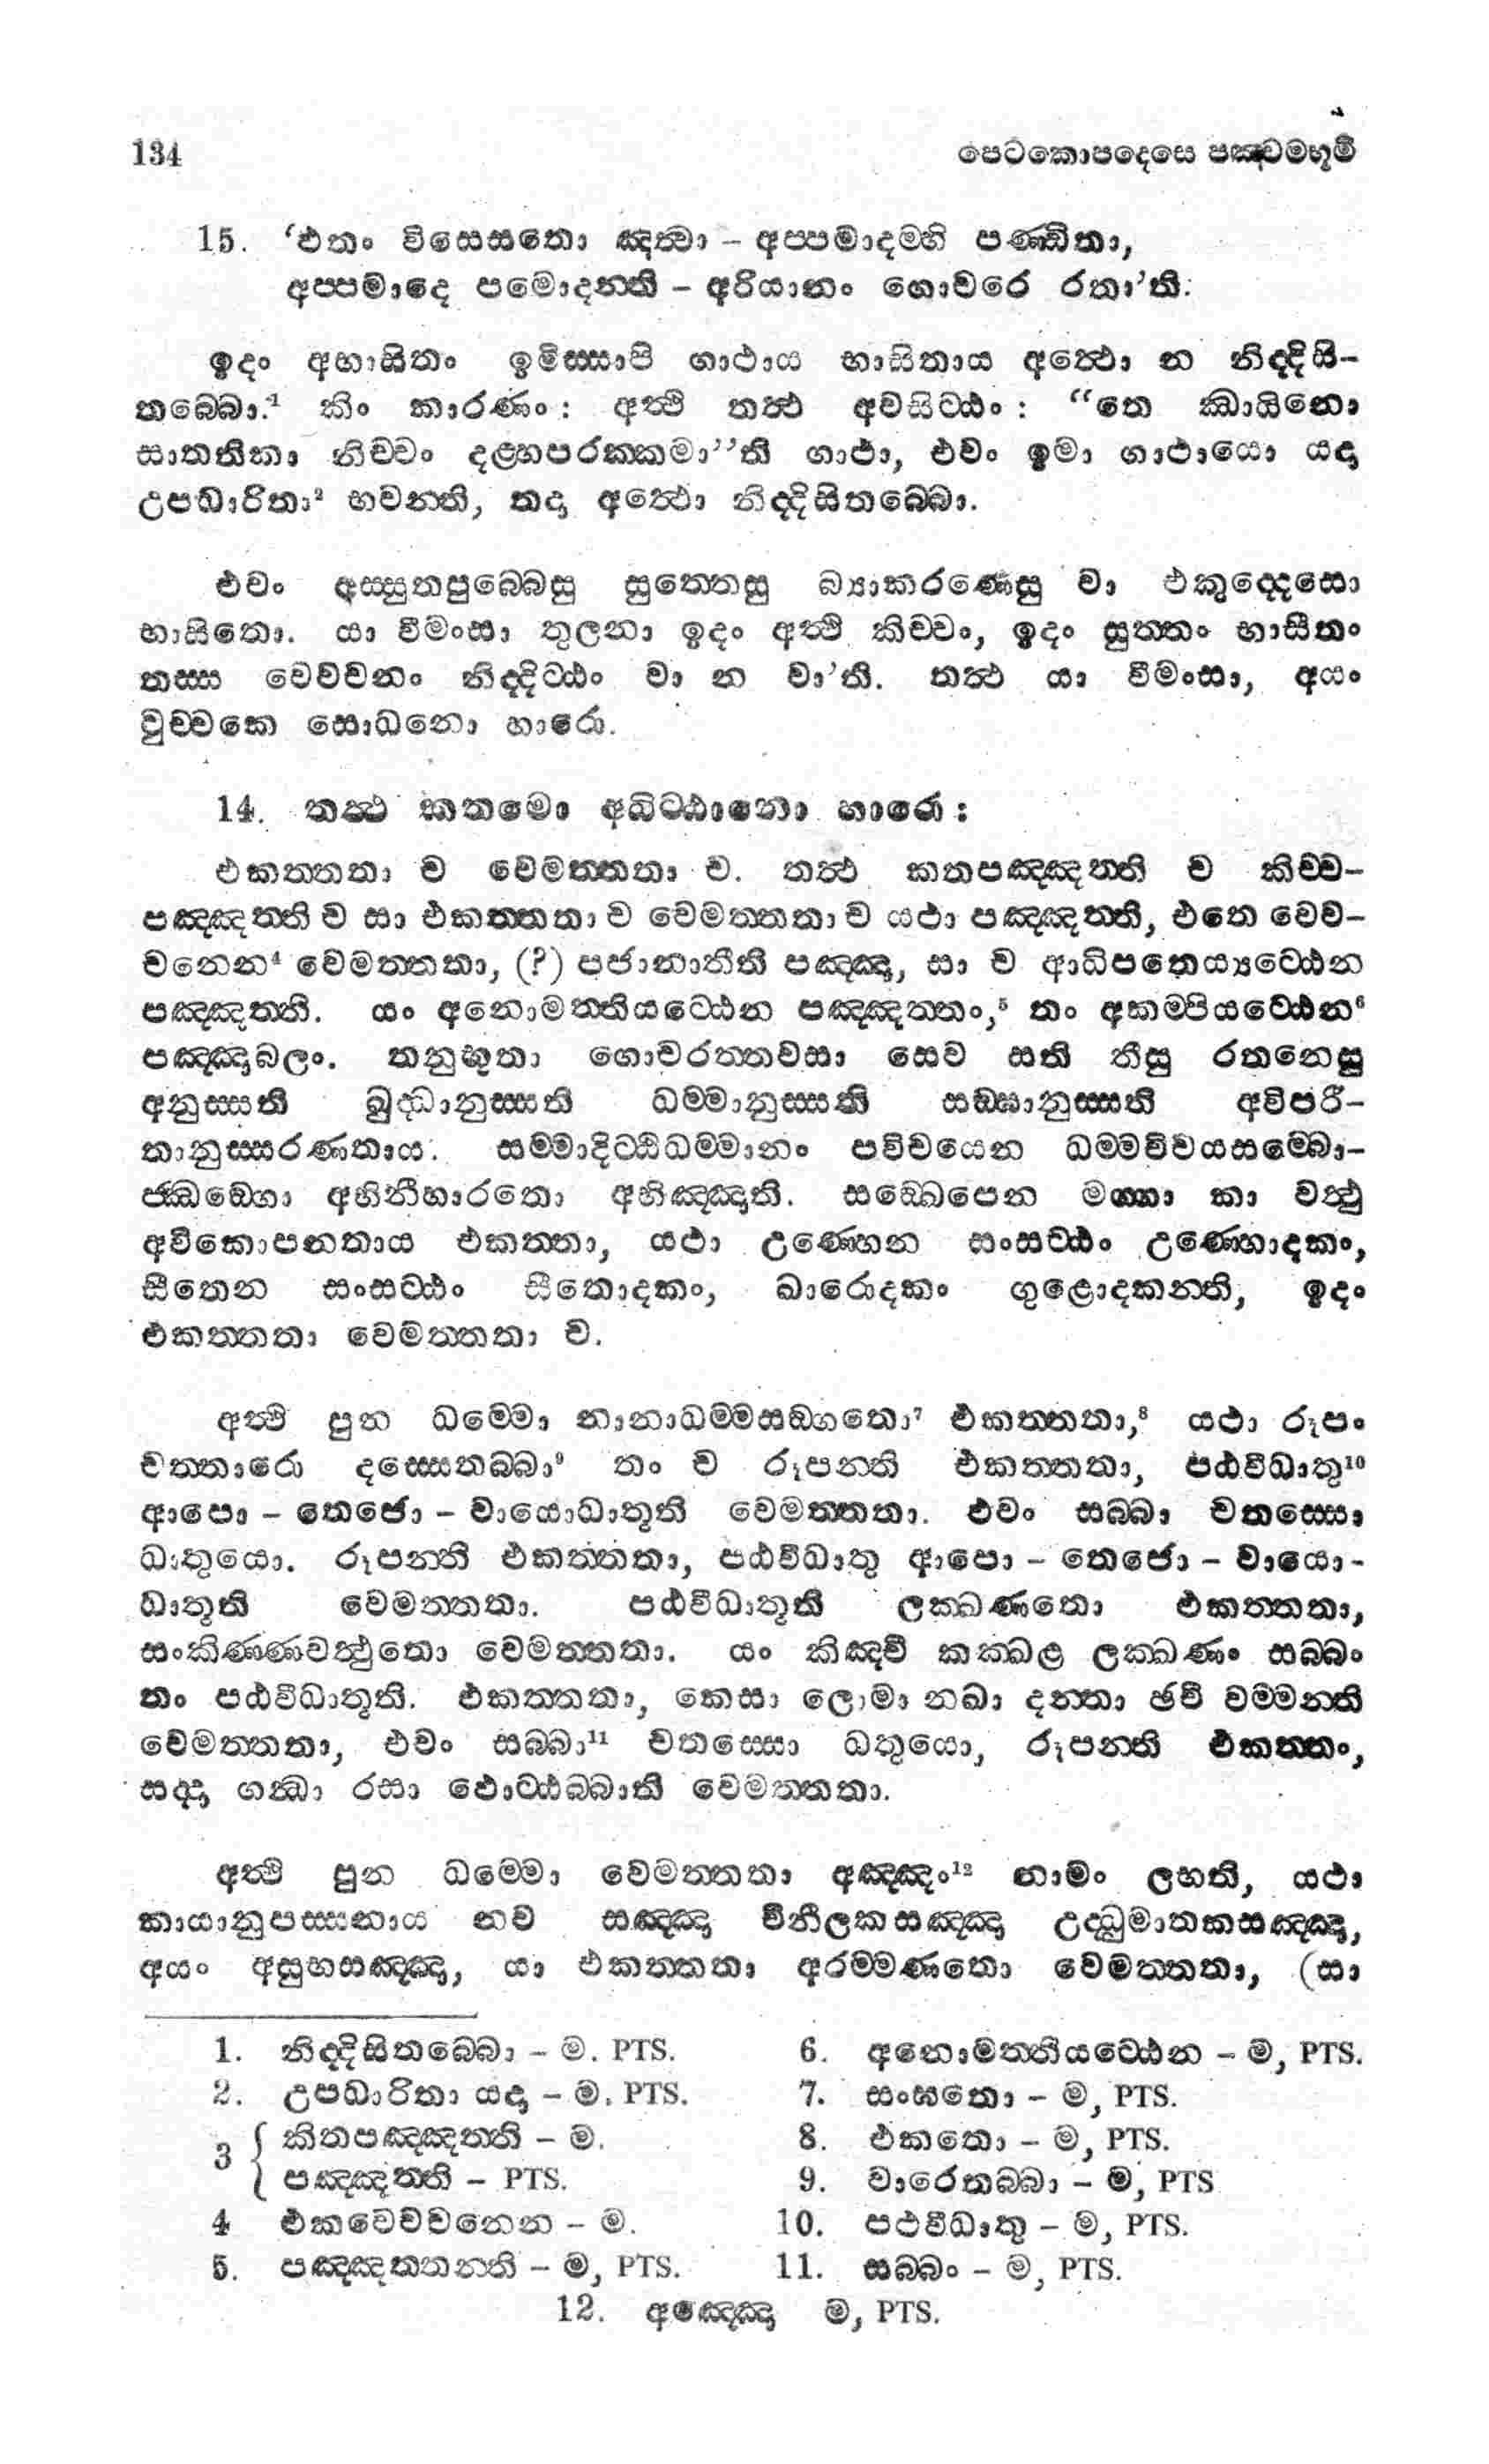 134 පෙටකොපදෙසෙ පඤ්චමභූමි
15. ‘එතං විසෙසතො ඤත්වා – අප්පමාදම්හි පණ්ඩිතා,
අප්පමාදෙ පමොදන්ති – අරියානං ගොචරෙ රතා’ති.
ඉදං අභාසිතං ඉමිස්සාපි ගාථාය භාසිතාය අත්ථො න නිද්දිසි-
තබ්බො.¹ කිං කාරණං: අත්ථි තත්ථ අවසිට්ඨං: “තෙ ඣායිනො
සාතතිකා නිච්චං දළ්හපරක්කමා”ති ගාථා, එවං ඉමා ගාථායො යදා
උපධාරිතා² භවන්ති, තදා අත්ථො නිද්දිසිතබ්බො.
එවං අස්සුතපුබ්බෙසු සුත්තෙසු බ්‍යාකරණෙසු වා එකුද්දෙසො
භාසිතො. යා වීමංසා තුලනා ඉදං අත්ථි කිච්චං, ඉදං සුත්තං භාසිතං
තස්ස වෙවචනං නිද්දිට්ඨං වා න වා’ති. තත්ථ යා වීමංසා, අයං
වුච්චතෙ සොධනො හාරො.
14. තත්ථ කතමො අධිට්ඨානො හාරො:
එකත්තතා ච වෙමත්තතා ච. තත්ථ කතපඤ්ඤත්ති ච කිච්ච-
පඤ්ඤත්ති ච සා එකත්තතා ච වෙමත්තතා ච යථා පඤ්ඤත්ති, එතෙ වෙව-
චනෙන⁴ වෙමත්තතා, (?) පජානාතීති පඤ්ඤා, සා ච ආධිපතෙය්‍යට්ඨෙන
පඤ්ඤත්ති. යං අනොමත්තියට්ඨෙන පඤ්ඤත්තං,⁵ තං අකම්පියට්ඨෙන⁶
පඤ්ඤාබලං. තනුභූතා ගොචරත්තවසා සෙව සති තීසු රතනෙසු
අනුස්සති බුද්ධානුස්සති ධම්මානුස්සති සඞ්ඝානුස්සති අවිපරී-
තානුස්සරණතාය. සම්මාදිට්ඨිධම්මානං පවිචයෙන ධම්මවිචයසම්බො-
ජ්ඣඞ්ගො අභිනීහාරතො අභිඤ්ඤාති. සඞ්ඛෙපෙන මග්ගා කා වත්ථු
අවිකොපනතාය එකත්තා, යථා උණ්හෙන සංසට්ඨං උණ්හොදකං,
සීතෙන සංසට්ඨං සීතොදකං, ඛාරොදකං ගුළොදකන්ති, ඉදං
එකත්තතා වෙමත්තතා ච.
අත්ථි පුන ධම්මො නානාධම්මසඞ්ගතො⁷ එකත්තතා,⁸ යථා රූපං
චත්තාරො දස්සෙතබ්බා⁹ තං ච රූපන්ති එකත්තතා, පඨවීධාතු¹⁰
ආපො – තෙජො – වායොධාතූති වෙමත්තතා. එවං සබ්බා චතස්සො
ධාතුයො. රූපන්ති එකත්තතා, පඨවීධාතු ආපො – තෙජො – වායො-
ධාතූති වෙමත්තතා. පඨවීධාතූති ලක්ඛණතො එකත්තතා,
සංකිණ්ණවත්ථුතො වෙමත්තතා. යං කිඤ්චි කක්ඛළ ලක්ඛණං සබ්බං
තං පඨවීධාතූති. එකත්තතා, කෙසා ලොමා නඛා දන්තා ඡවි චම්මන්ති
වෙමත්තතා, එවං සබ්බා¹¹ චතස්සො ධතුයො, රූපන්ති එකත්තං,
සද්දා ගන්ධා රසා ඵොට්ඨබ්බාති වෙමත්තතා.
අත්ථි පුන ධම්මො වෙමත්තතා අඤ්ඤං¹² නාමං ලභති, යථා
කායානුපස්සනාය නව සඤ්ඤා විනීලකසඤ්ඤා උද්ධුමාතකසඤ්ඤා,
අයං අසුභසඤ්ඤා, යා එකත්තතා අරම්මණතො වෙමත්තතා, (සා
1. නිද්දිසිතබ්බො – ම. PTS.
2. උපධාරිතා යදා – ම. PTS.
3 { කිතපඤ්ඤත්ති – ම.
පඤ්ඤත්ති – PTS.
4 එකවෙවචනෙන – ම.
5. පඤ්ඤත්තන්ති – ම, PTS.
6. අනොමත්තියට්ඨෙන – ම, PTS.
7. සංඝතො – ම, PTS.
8. එකතො – ම, PTS.
9. වාරෙතබ්බා – ම, PTS
10. පථවීධාතු – ම, PTS.
11. සබ්බං – ම, PTS.
12. අඤ්ඤෙ ම, PTS.